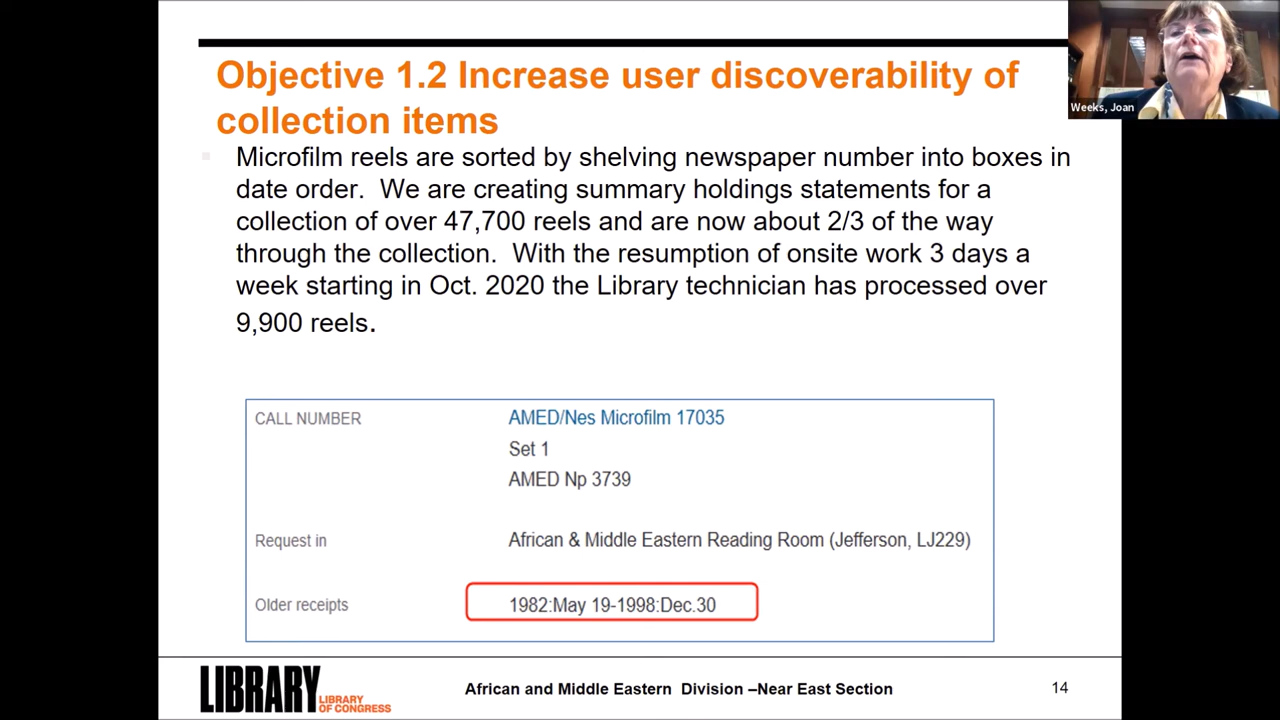 Weeks, Joan
Objective 1.2 Increase user discoverability of
collection items
Microfilm reels are sorted by shelving newspaper number into boxes in
date order.  We are creating summary holdings statements for a
collection of over 47,700 reels and are now about 2/3 of the way
through the collection.  With the resumption of onsite work 3 days a
week starting in Oct. 2020 the Library technician has processed over
9,900 reels.
CALL NUMBER AMED/Nes Microfilm 17035
Set 1
AMED Np 3739
Request in African & Middle Eastern Reading Room (Jefferson, LJ229)
Older receipts 1982:May 19-1998:Dec.30
LIBRARY LIBRARY
OF CONGRESS
African and Middle Eastern  Division –Near East Section
14